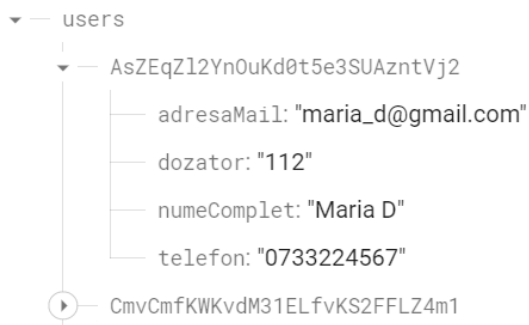 users
AsZEqZl2YnOuKd0t5e3SUAzntVj2
adresaMail: "maria_d@gmail.com"
dozator: "112"
numeComplet: "Maria D"
telefon: "0733224567"
CmvCmfKWKvdM31ELfvKS2FFLZ4m1